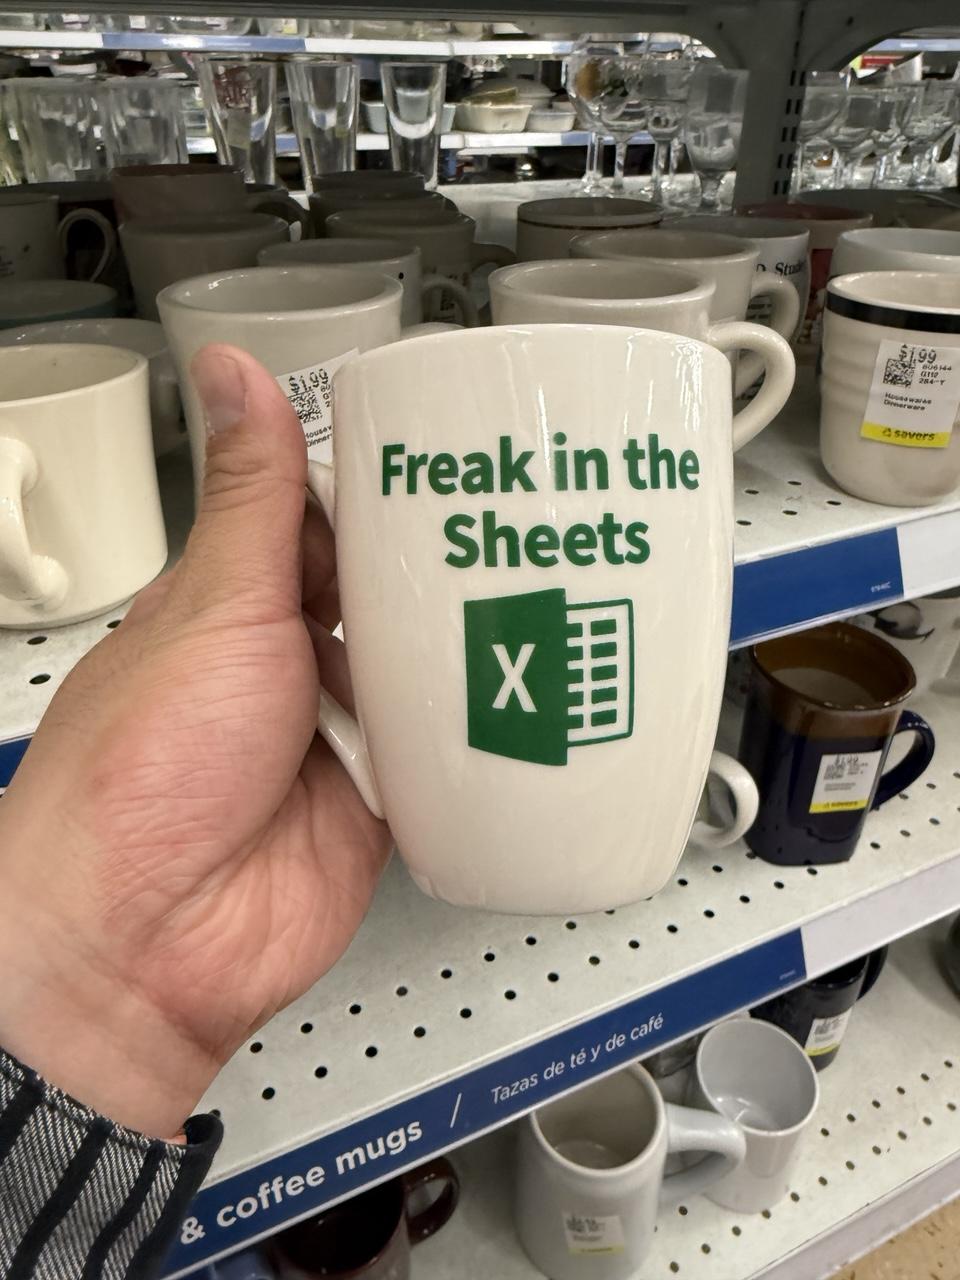 Freak in the
Sheets
X
$1.99
Housewares
Dinnerware
savers
$1.99
& coffee mugs / Tazas de té y de café